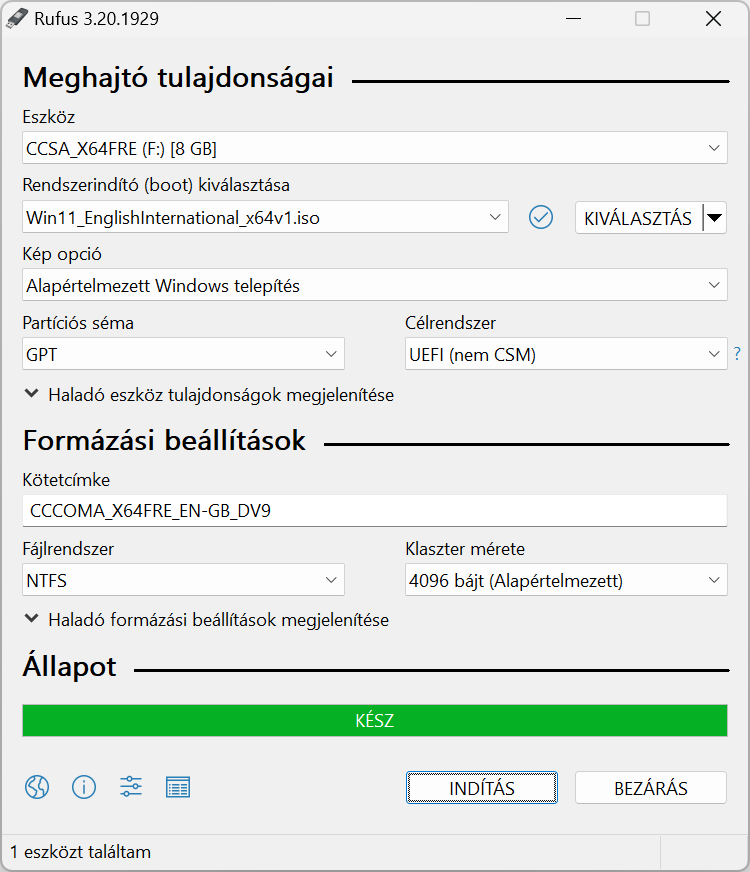 Rufus 3.20.1929
Meghajtó tulajdonságai
Eszköz
CCSA_X64FRE (F:) [8 GB]
Rendszerindító (boot) kiválasztása
Win11_EnglishInternational_x64v1.iso
KIVÁLASZTÁS
Kép opció
Alapértelmezett Windows telepítés
Partíciós séma
Célrendszer
GPT
UEFI (nem CSM)
?
Haladó eszköz tulajdonságok megjelenítése
Formázási beállítások
Kötetcímke
CCCOMA_X64FRE_EN-GB_DV9
Fájlrendszer
Klaszter mérete
NTFS
4096 bájt (Alapértelmezett)
Haladó formázási beállítások megjelenítése
Állapot
KÉSZ
INDÍTÁS
BEZÁRÁS
1 eszközt találtam